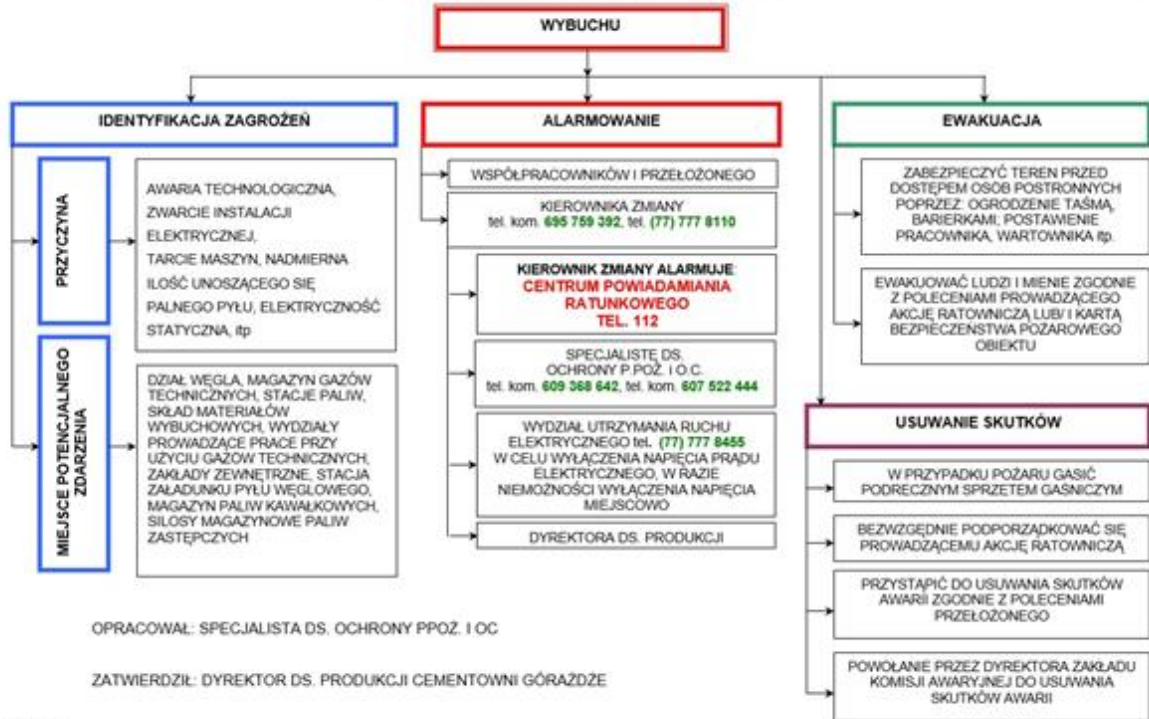 WYBUCHU
IDENTYFIKACJA ZAGROŻEŃ
PRZYCZYNA
AWARIA TECHNOLOGICZNA,
ZWARCIE INSTALACJI
ELEKTRYCZNEJ,
TARCIE MASZYN, NADMIERNA
ILOŚĆ UNOSZĄCEGO SIĘ
PALNEGO PYŁU, ELEKTRYCZNOŚĆ
STATYCZNA, itp
MIEJSCE POTENCJALNEGO
ZDARZENIA
DZIAŁ WĘGLA, MAGAZYN GAZÓW
TECHNICZNYCH, STACJE PALIW,
SKŁAD MATERIAŁÓW
WYBUCHOWYCH, WYDZIAŁY
PROWADZĄCE PRACE PRZY
UŻYCIU GAZÓW TECHNICZNYCH,
ZAKŁADY ZEWNĘTRZNE, STACJA
ZAŁADUNKU PYŁU WĘGLOWEGO,
MAGAZYN PALIW KAWAŁKOWYCH,
SILOSY MAGAZYNOWE PALIW
ZASTĘPCZYCH
ALARMOWANIE
WSPÓŁPRACOWNIKÓW I PRZEŁOŻONEGO
KIEROWNIKA ZMIANY
tel. kom. 695 759 392, tel. (77) 777 8110
KIEROWNIK ZMIANY ALARMUJE:
CENTRUM POWIADAMIANIA
RATUNKOWEGO
TEL. 112
SPECJALISTĘ DS.
OCHRONY P.POŻ. i O.C.
tel. kom. 609 368 642, tel. kom. 607 522 444
WYDZIAŁ UTRZYMANIA RUCHU
ELEKTRYCZNEGO tel. (77) 777 8455
W CELU WYŁĄCZENIA NAPIĘCIA PRĄDU
ELEKTRYCZNEGO, W RAZIE
NIEMOŻNOŚCI WYŁĄCZENIA NAPIĘCIA
MIEJSCOWO
DYREKTORA DS. PRODUKCJI
EWAKUACJA
ZABEZPIECZYĆ TEREN PRZED
DOSTĘPEM OSÓB POSTRONNYCH
POPRZEZ: OGRODZENIE TAŚMĄ,
BARIERKAMI; POSTAWIENIE
PRACOWNIKA, WARTOWNIKA itp.
EWAKUOWAĆ LUDZI I MIENIE ZGODNIE
Z POLECENIAMI PROWADZĄCEGO
AKCJĘ RATOWNICZĄ LUB/ I KARTĄ
BEZPIECZEŃSTWA POŻAROWEGO
OBIEKTU
USUWANIE SKUTKÓW
W PRZYPADKU POŻARU GASIĆ
PODRĘCZNYM SPRZĘTEM GAŚNICZYM
BEZWZGĘDNIE PODPORZĄDKOWAĆ SIĘ
PROWADZĄCEMU AKCJĘ RATOWNICZĄ
PRZYSTĄPIĆ DO USUWANIA SKUTKÓW
AWARII ZGODNIE Z POLECENIAMI
PRZEŁOŻONEGO
POWOŁANIE PRZEZ DYREKTORA ZAKŁADU
KOMISJI AWARYJNEJ DO USUWANIA
SKUTKÓW AWARII
OPRACOWAŁ: SPECJALISTA DS. OCHRONY PPOŻ. I OC
ZATWIERDZIŁ: DYREKTOR DS. PRODUKCJI CEMENTOWNI GÓRAŻDŻE